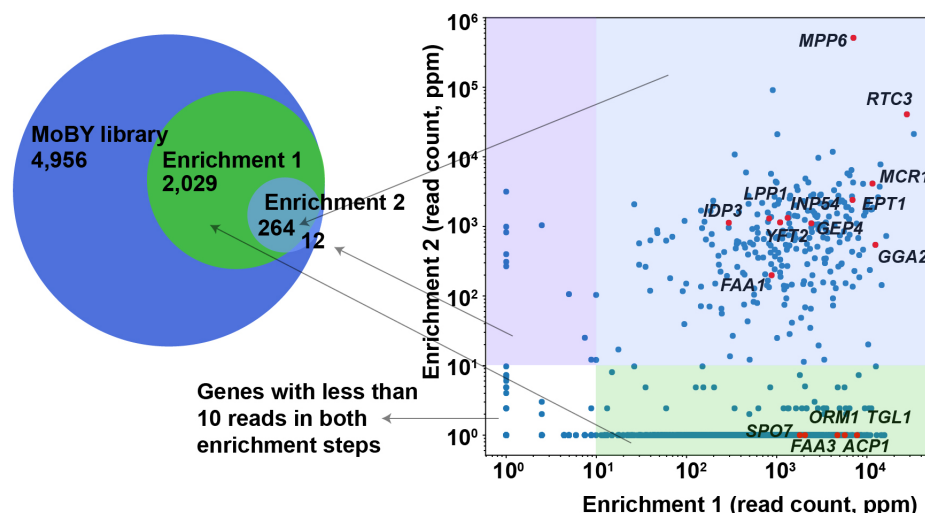 MoBY library
4,956
Enrichment 1
2,029
Enrichment 2
264
12
Genes with less than
10 reads in both
enrichment steps
Enrichment 2 (read count, ppm)
10⁶
10⁵
10⁴
10³
10²
10¹
10⁰
MPP6
RTC3
MCR1
LPR1
INP54
EPT1
IDP3
YFT2
GEP4
GGA2
FAA1
ORM1 TGL1
SPO7
FAA3 ACP1
10⁰ 10¹ 10² 10³ 10⁴
Enrichment 1 (read count, ppm)